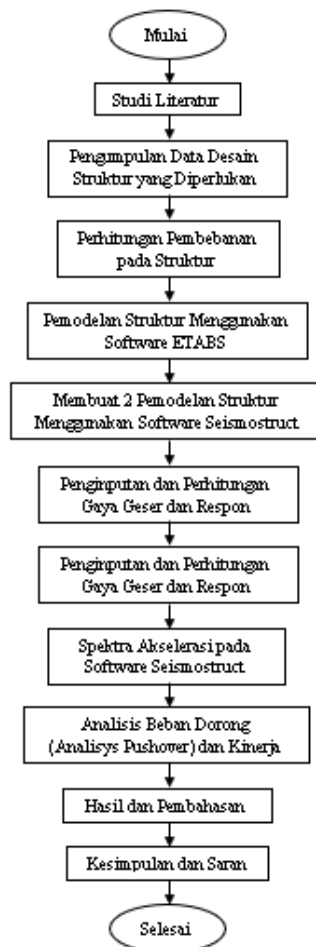 Mulai
Studi Literatur
Pengumpulan Data Desain
Struktur yang Diperlukan
Perhitungan Pembebanan
pada Struktur
Pemodelan Struktur Menggunakan
Software ETABS
Membuat 2 Pemodelan Struktur
Menggunakan Software Seismostruct
Penginputan dan Perhitungan
Gaya Geser dan Respon
Penginputan dan Perhitungan
Gaya Geser dan Respon
Spektra Akselerasi pada
Software Seismostruct
Analisis Beban Dorong
(Analisys Pushover) dan Kinerja
Hasil dan Pembahasan
Kesimpulan dan Saran
Selesai